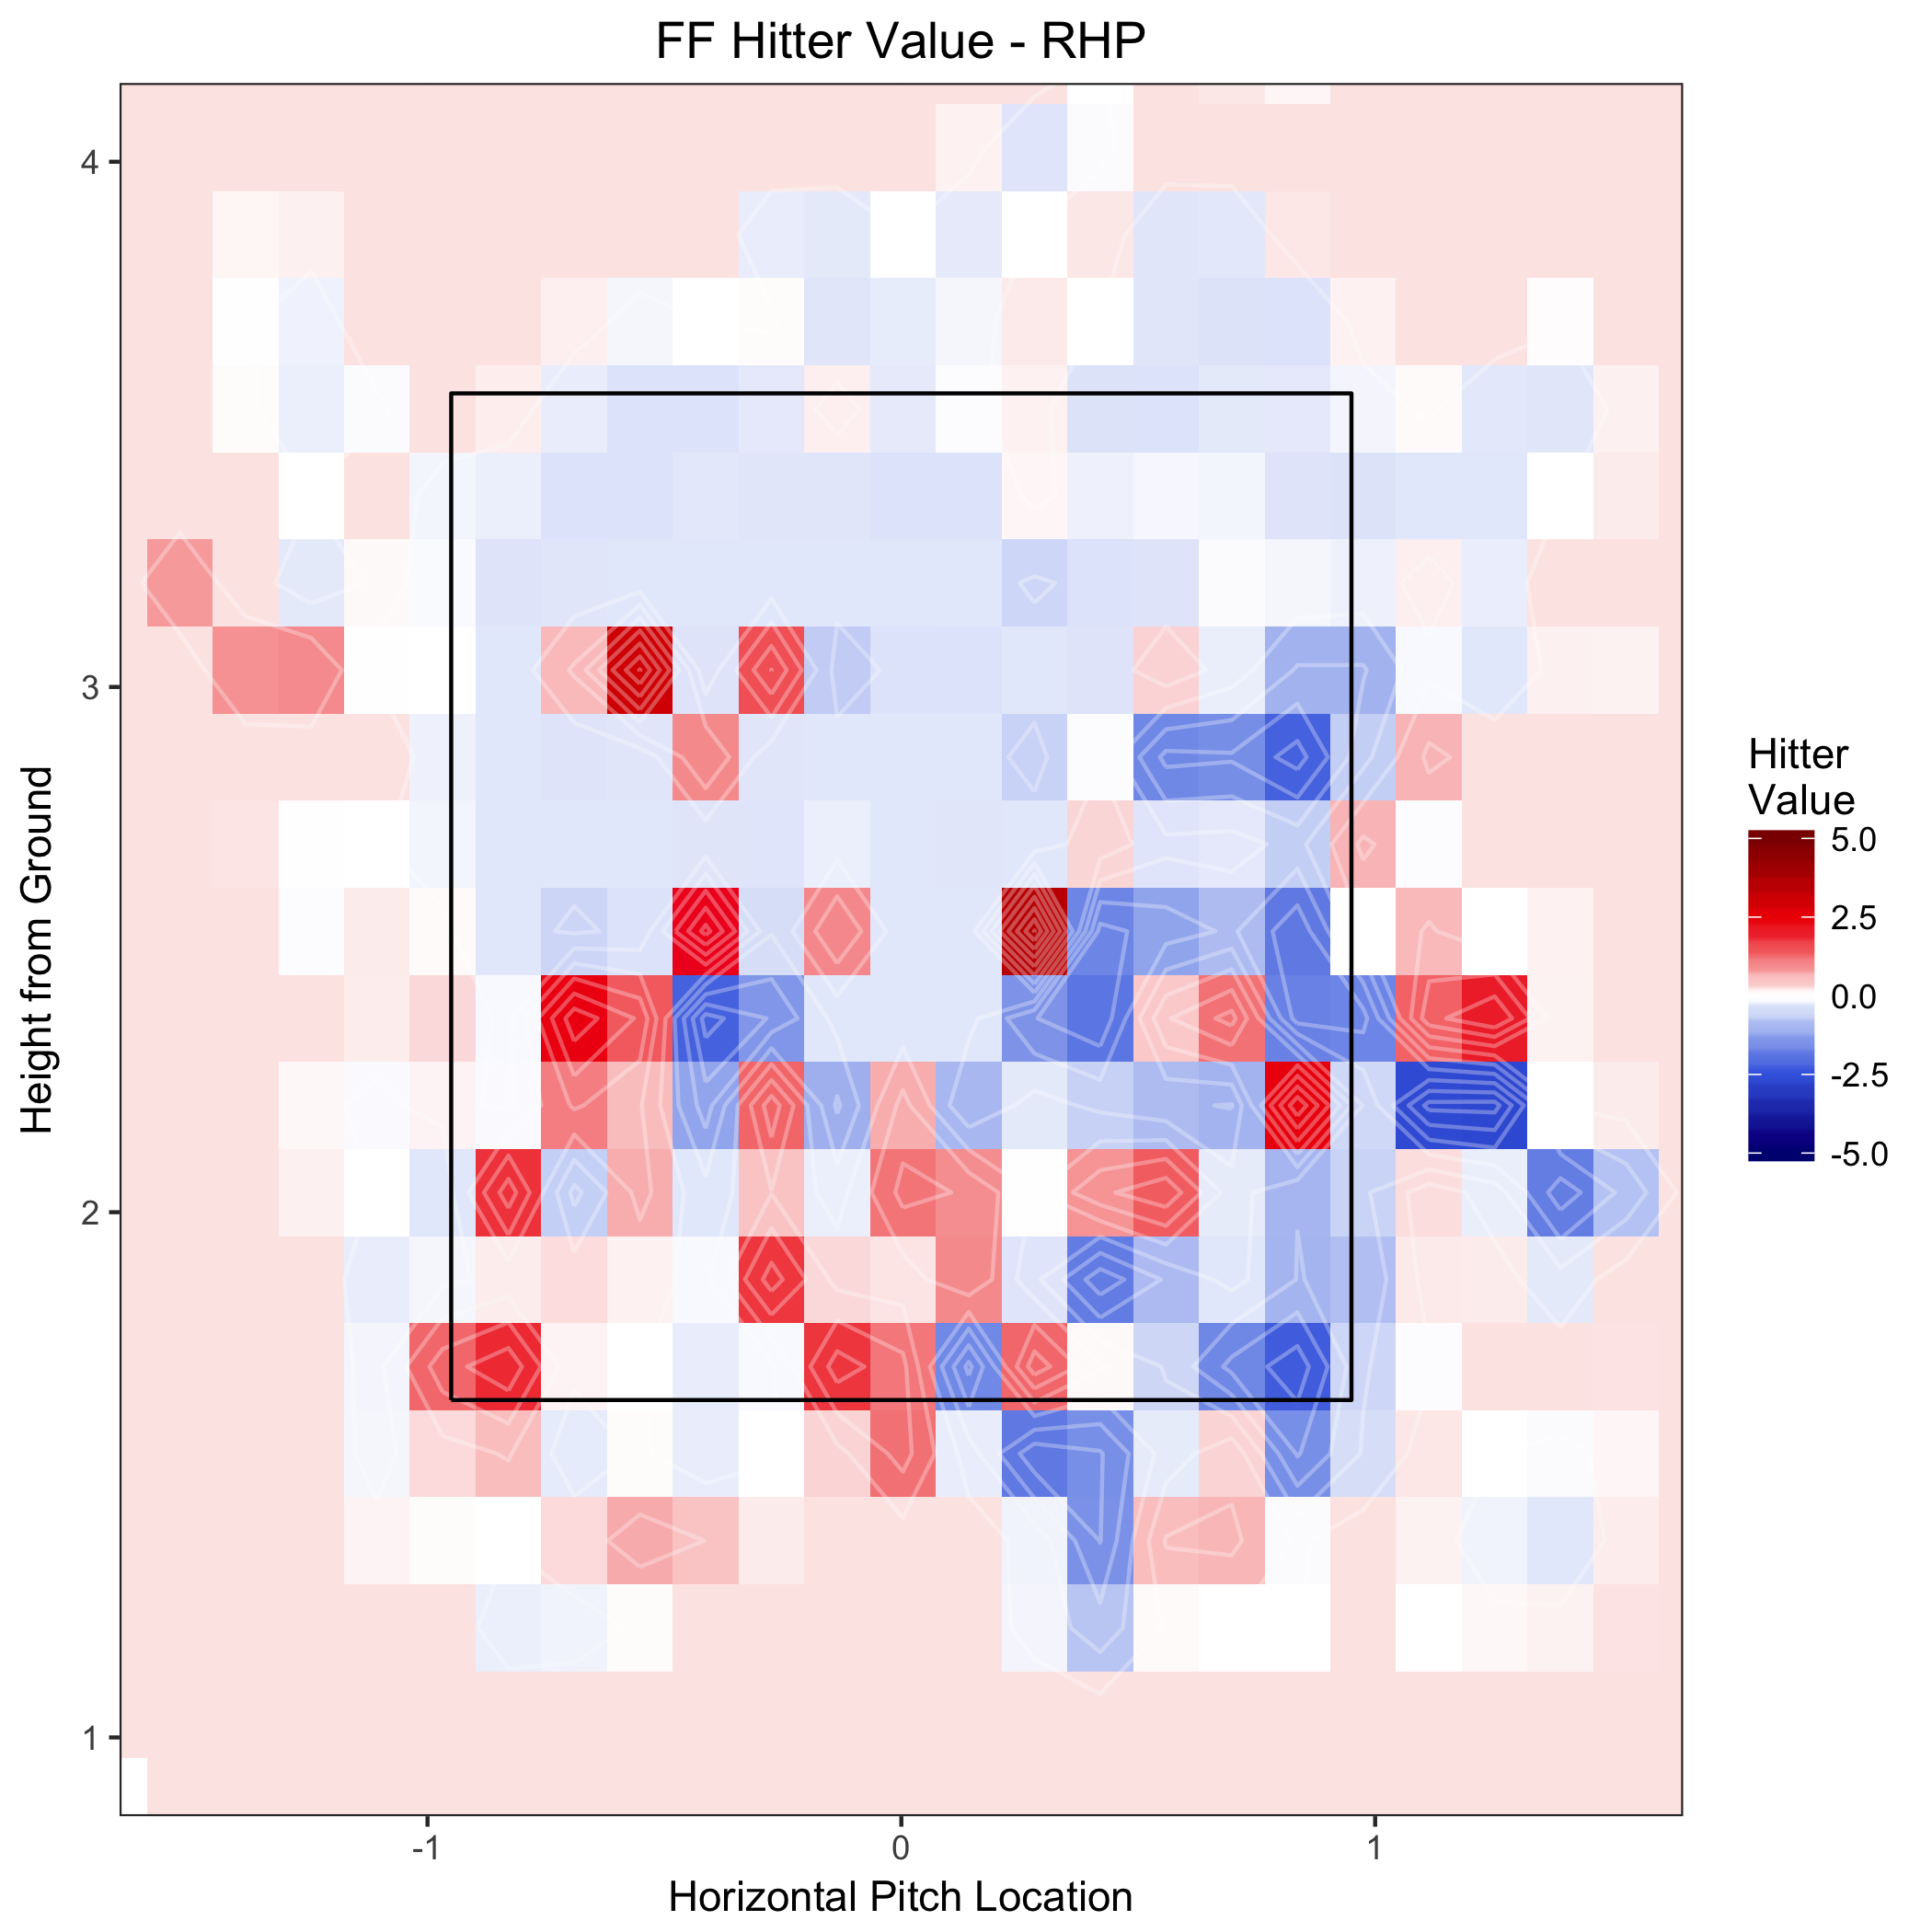 FF Hitter Value - RHP
4
3
2
1
Height from Ground
-1 0 1
Horizontal Pitch Location
Hitter
Value
5.0
2.5
0.0
-2.5
-5.0